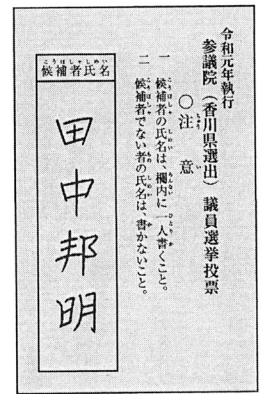 令和元年執行
参議院(香川県選出)議員選挙投票
○注意
一 候補者の氏名は、欄内に一人書くこと。
二 候補者でない者の氏名は、書かないこと。
候補者氏名
田中邦明